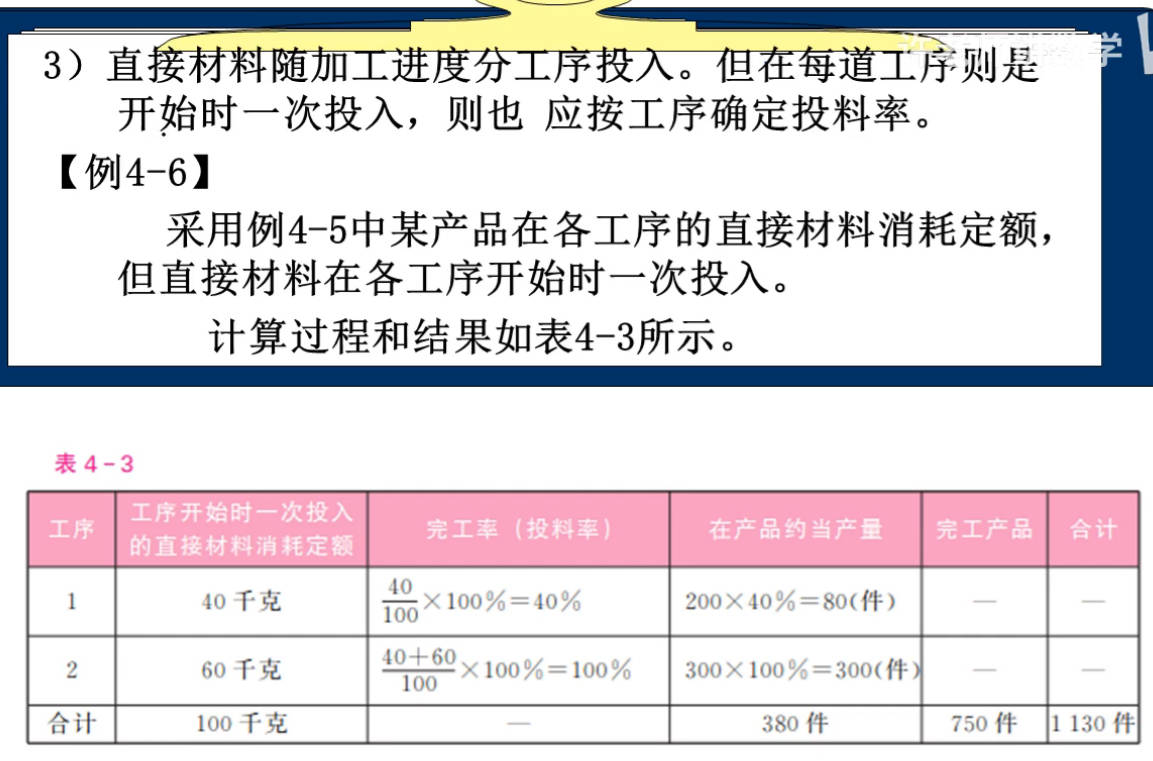 3）直接材料随加工进度分工序投入。但在每道工序则是
开始时一次投入，则也 应按工序确定投料率。
【例4-6】
采用例4-5中某产品在各工序的直接材料消耗定额，
但直接材料在各工序开始时一次投入。
计算过程和结果如表4-3所示。
表 4-3
工序 工序开始时一次投入的直接材料消耗定额 完工率（投料率） 在产品约当产量 完工产品 合计
1 40 千克 40/100×100%=40% 200×40%=80(件) — —
2 60 千克 40+60/100×100%=100% 300×100%=300(件) — —
合计 100 千克 — 380 件 750 件 1 130 件